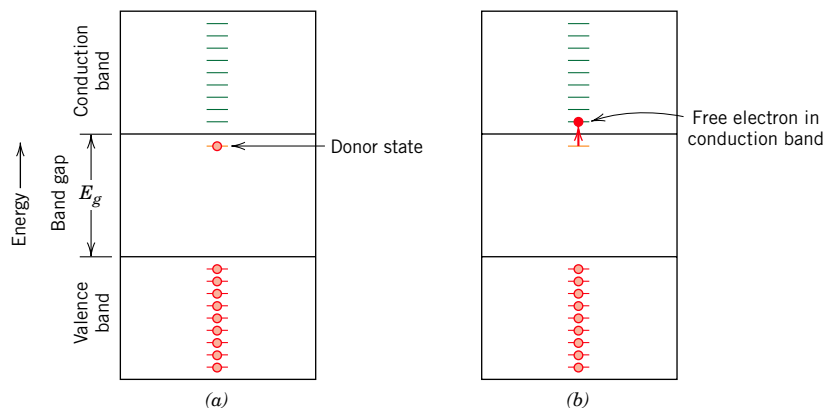 Conduction
band
Donor state
Free electron in
conduction band
Energy
Band gap
E_g
Valence
band
(a)
(b)